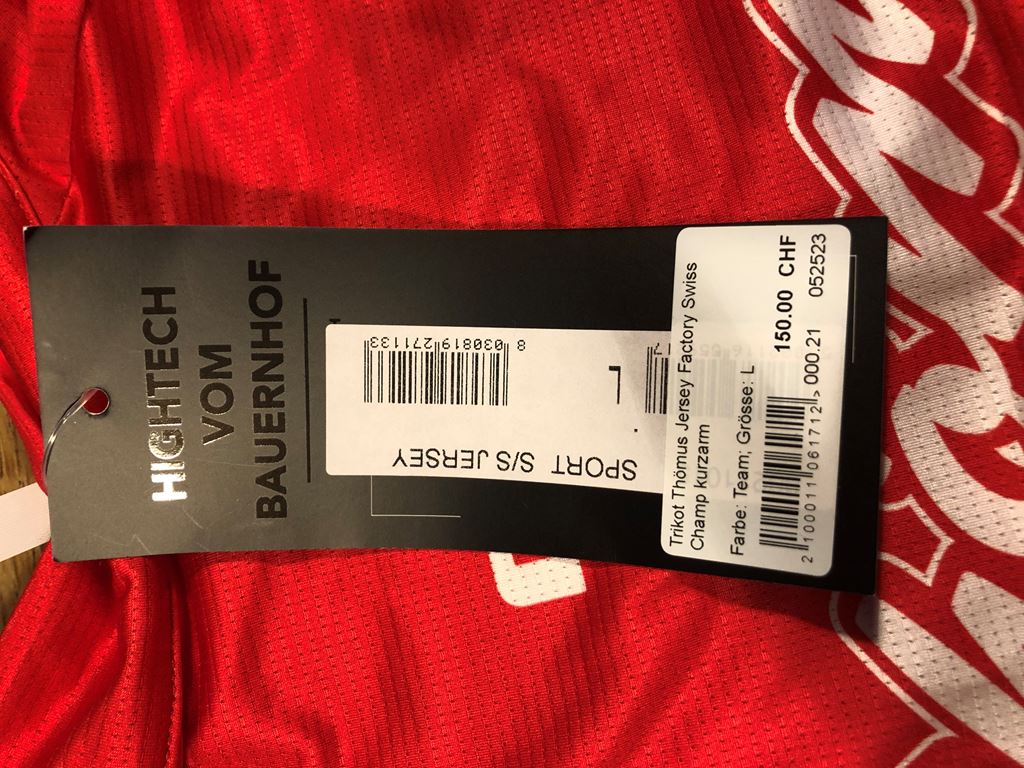 HIGHTECH
VOM
BAUERNHOF
8 030819 271133
L
SPORT S/S JERSEY
Trikot Thömus Jersey Factory Swiss
Champ kurzarm
Farbe: Team; Grösse: L
150.00 CHF
2 100011 061712 >
000.21 052523